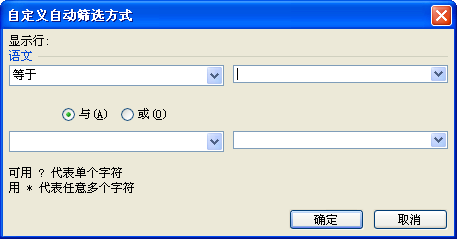 自定义自动筛选方式
显示行:
语文
等于
与(A) 或(O)
可用 ? 代表单个字符
用 * 代表任意多个字符
确定 取消